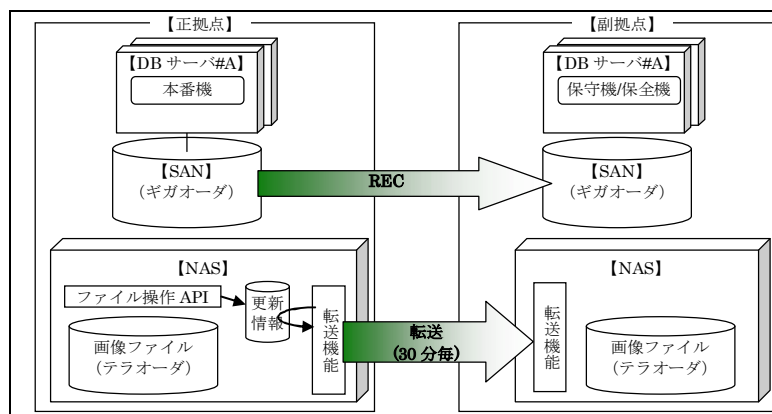 【正拠点】
【DB サーバ#A】
本番機
【SAN】
（ギガオーダ）
REC
【NAS】
ファイル操作 API
更新
情報
転送機能
画像ファイル
（テラオーダ）
転送
(30 分毎)
【副拠点】
【DB サーバ#A】
保守機/保全機
【SAN】
（ギガオーダ）
【NAS】
転送機能
画像ファイル
（テラオーダ）